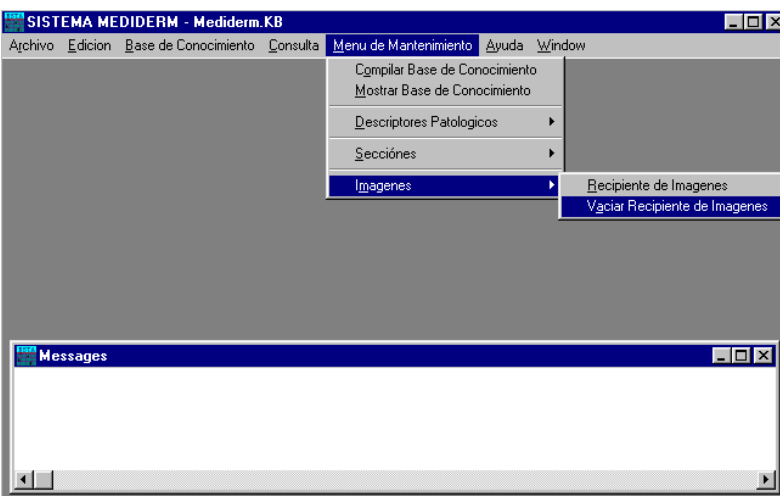 SISTEMA MEDIDERM - Mediderm.KB
Archivo Edicion Base de Conocimiento Consulta Menu de Mantenimiento Ayuda Window
Compilar Base de Conocimiento
Mostrar Base de Conocimiento
Descriptores Patologicos
Secciónes
Imagenes
Recipiente de Imagenes
Vaciar Recipiente de Imagenes
Messages